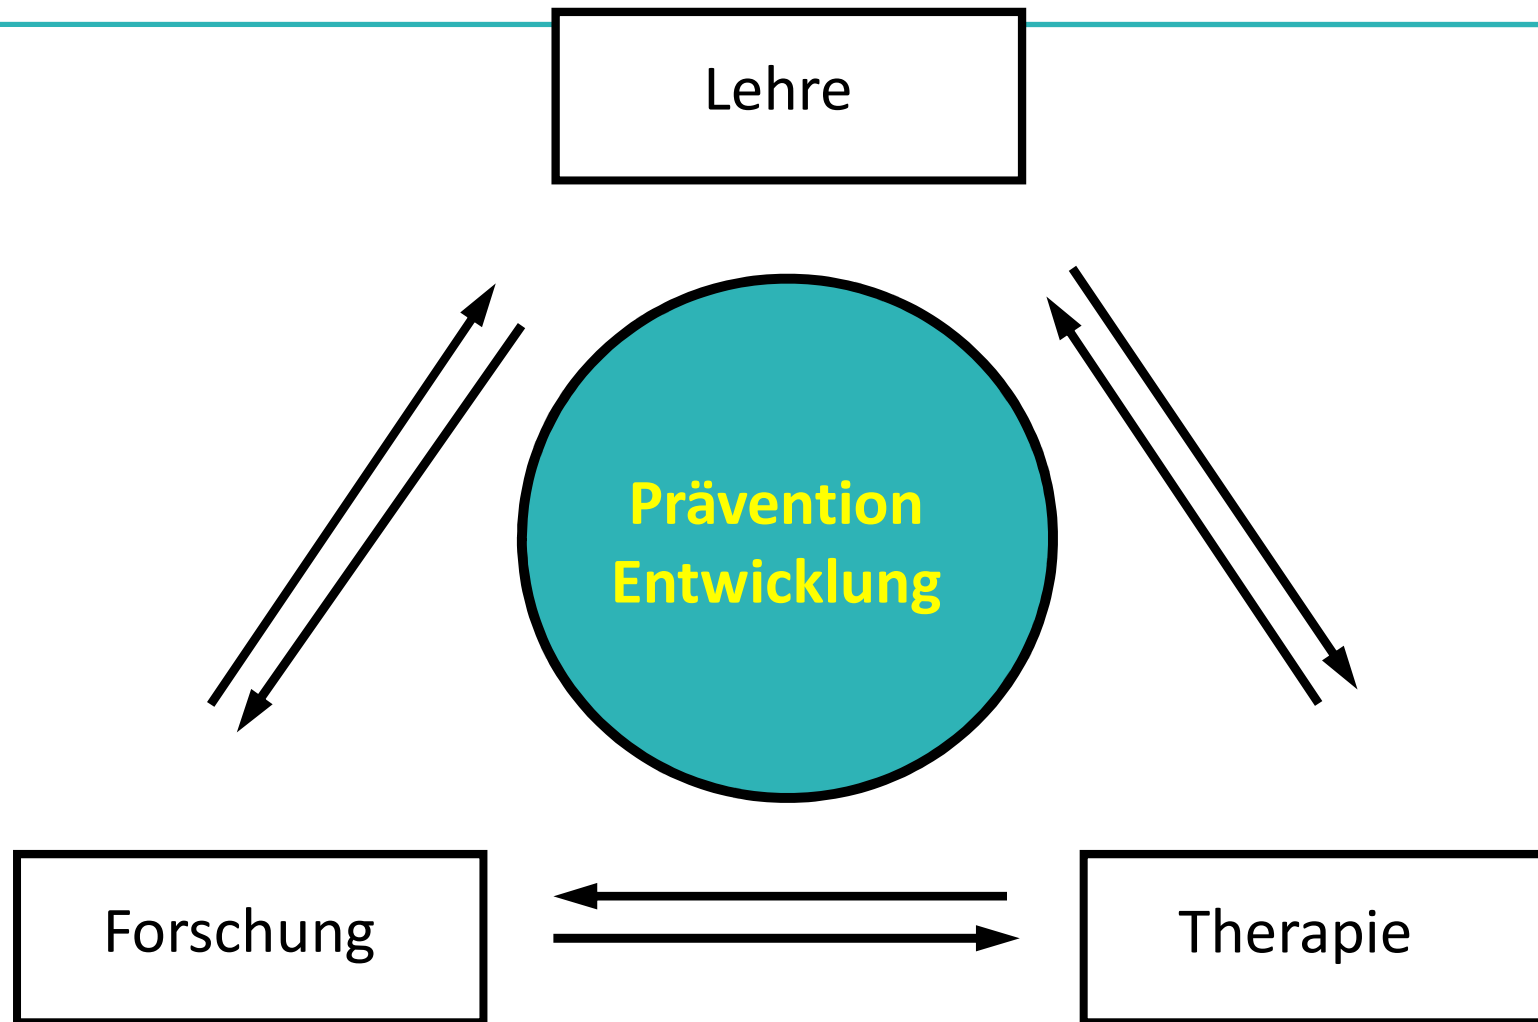 Lehre
Prävention
Entwicklung
Forschung
Therapie